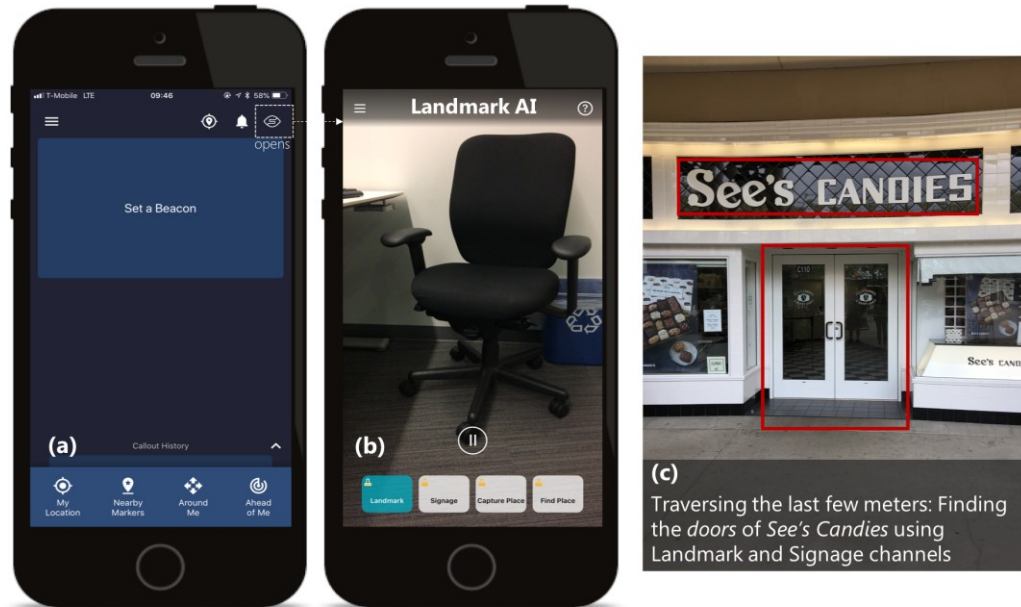 T-Mobile LTE 09:46 58%
opens
Set a Beacon
(a)
Callout History
My Location
Nearby Markers
Around Me
Ahead of Me
Landmark AI
?
(b)
Landmark
Signage
Capture Place
Find Place
See's CANDIES
C110
See's CAND
(c)
Traversing the last few meters: Finding
the doors of See's Candies using
Landmark and Signage channels